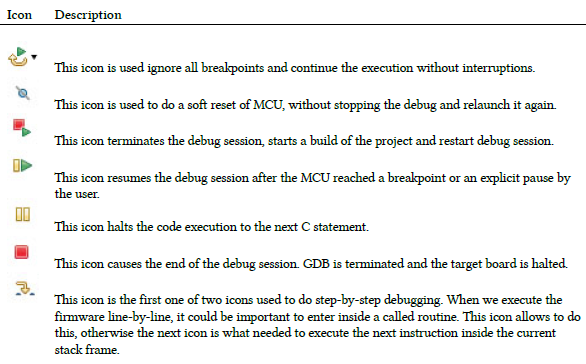 Icon Description
This icon is used ignore all breakpoints and continue the execution without interruptions.
This icon is used to do a soft reset of MCU, without stopping the debug and relaunch it again.
This icon terminates the debug session, starts a build of the project and restart debug session.
This icon resumes the debug session after the MCU reached a breakpoint or an explicit pause by
the user.
This icon halts the code execution to the next C statement.
This icon causes the end of the debug session. GDB is terminated and the target board is halted.
This icon is the first one of two icons used to do step-by-step debugging. When we execute the
firmware line-by-line, it could be important to enter inside a called routine. This icon allows to do
this, otherwise the next icon is what needed to execute the next instruction inside the current
stack frame.